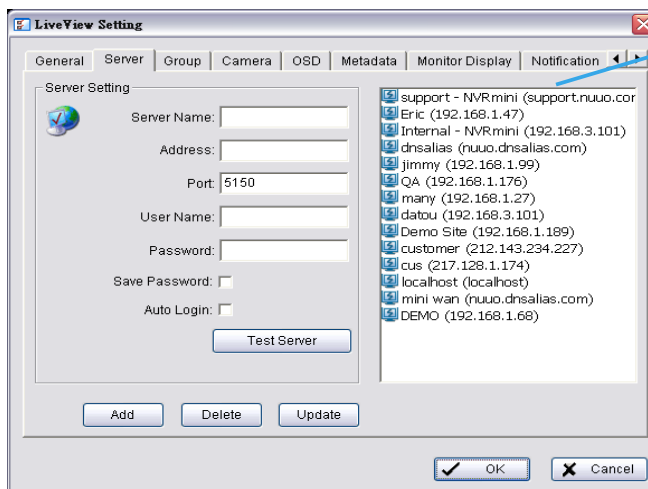 LiveView Setting
General Server Group Camera OSD Metadata Monitor Display Notification
Server Setting
Server Name:
Address:
Port: 5150
User Name:
Password:
Save Password:
Auto Login:
Test Server
support - NVRmini (support.nuuo.cor
Eric (192.168.1.47)
Internal - NVRmini (192.168.3.101)
dnsalias (nuuo.dnsalias.com)
jimmy (192.168.1.99)
QA (192.168.1.176)
many (192.168.1.27)
datou (192.168.3.101)
Demo Site (192.168.1.189)
customer (212.143.234.227)
cus (217.128.1.174)
localhost (localhost)
mini wan (nuuo.dnsalias.com)
DEMO (192.168.1.68)
Add Delete Update
OK Cancel